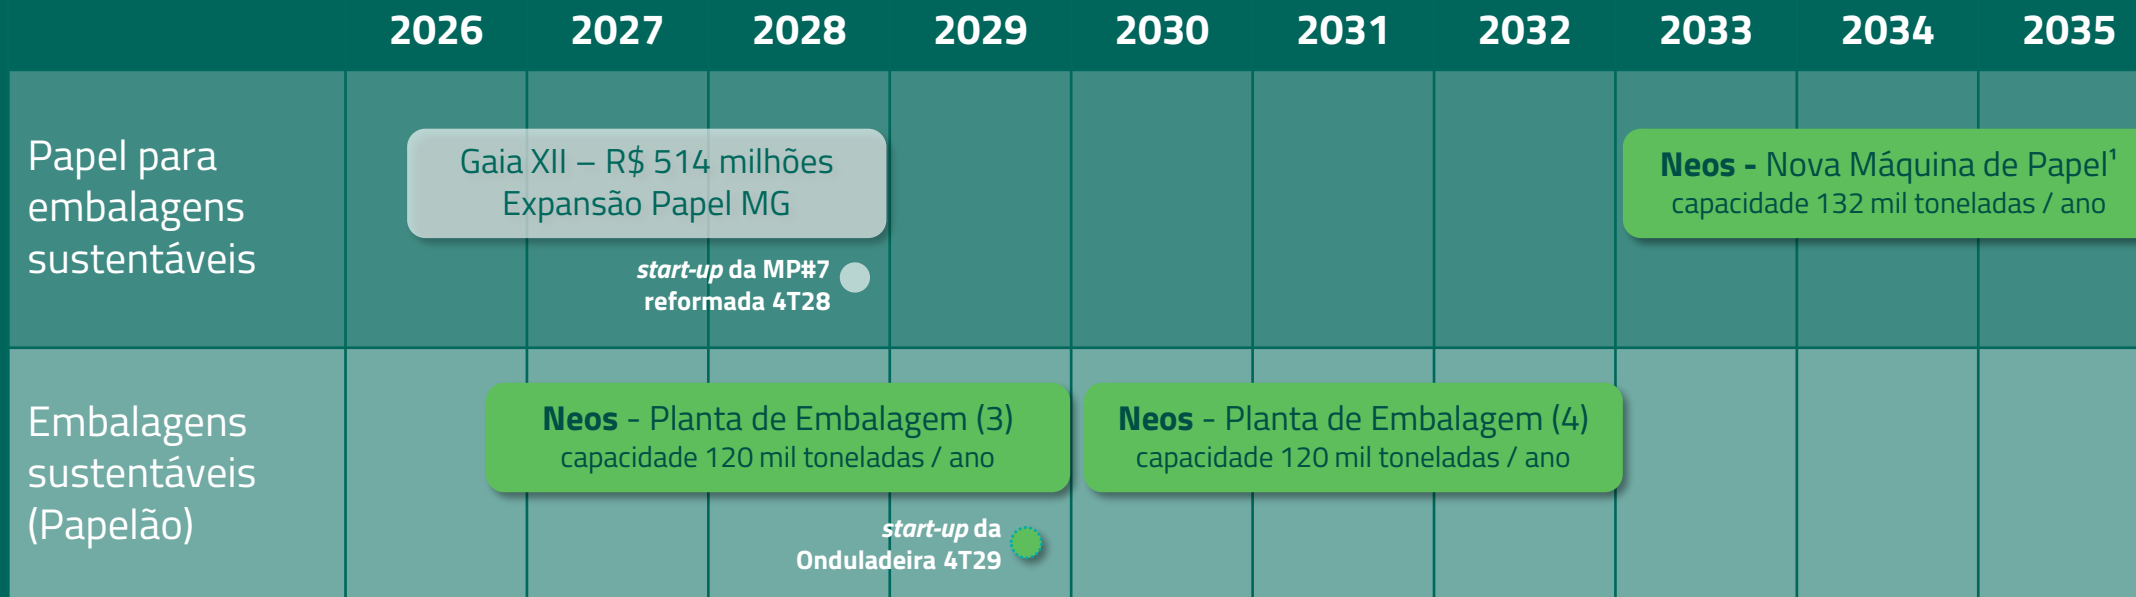 2026 2027 2028 2029 2030 2031 2032 2033 2034 2035
Papel para
embalagens
sustentáveis
Gaia XII – R$ 514 milhões
Expansão Papel MG
start-up da MP#7
reformada 4T28
Neos - Nova Máquina de Papel¹
capacidade 132 mil toneladas / ano
Embalagens
sustentáveis
(Papelão)
Neos - Planta de Embalagem (3)
capacidade 120 mil toneladas / ano
start-up da
Onduladeira 4T29
Neos - Planta de Embalagem (4)
capacidade 120 mil toneladas / ano